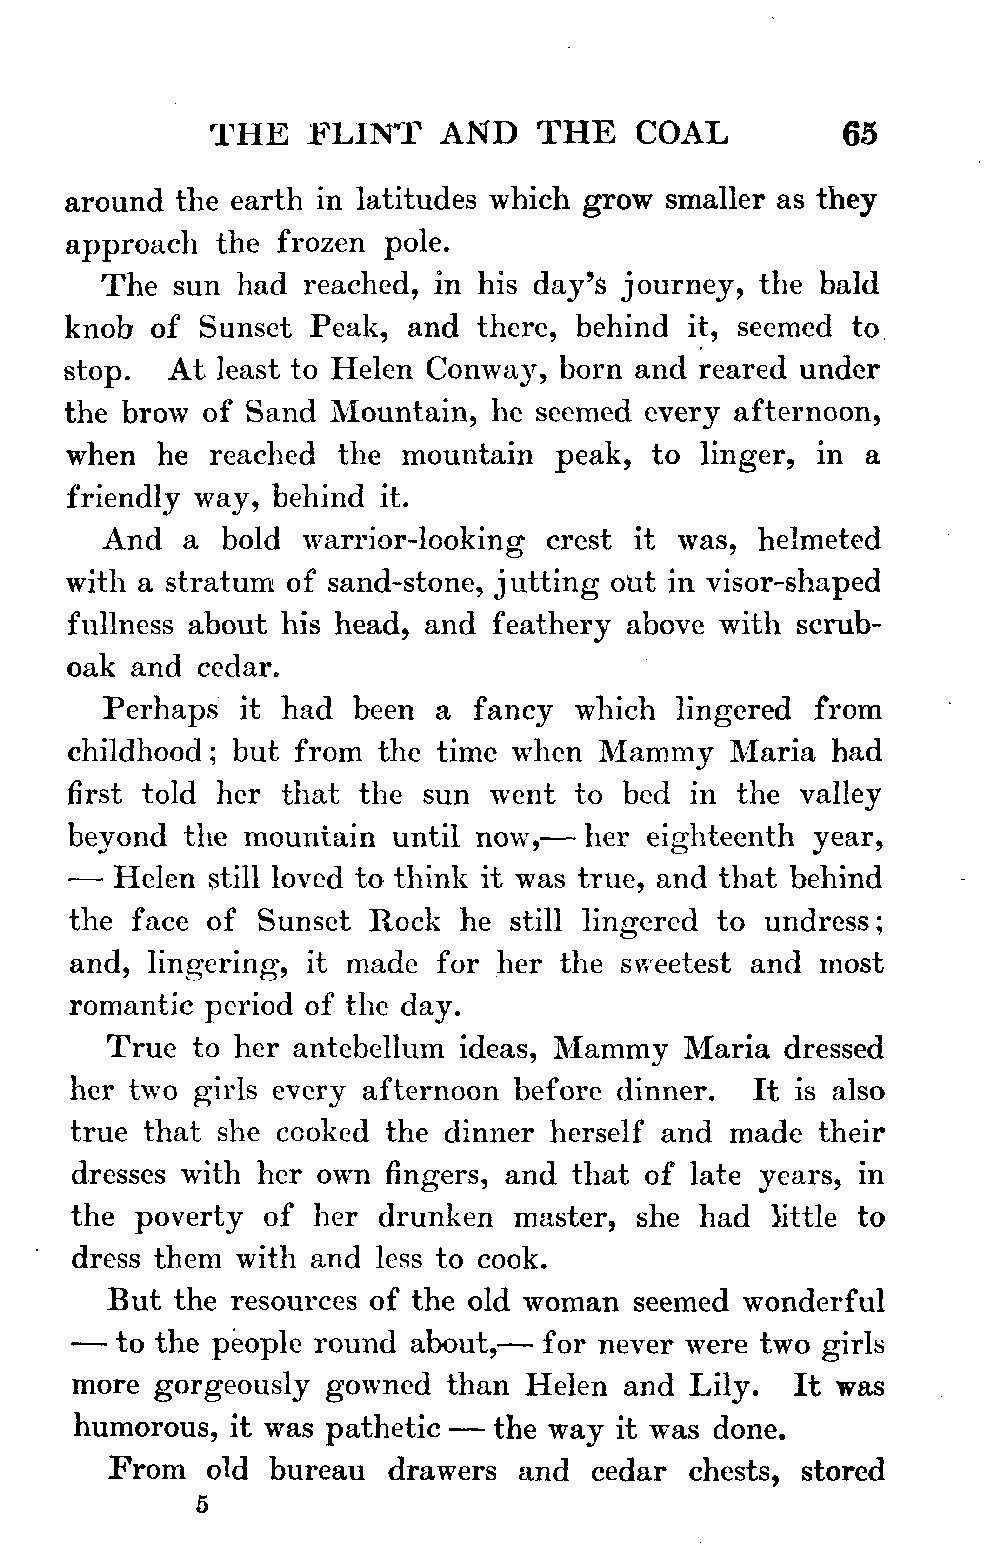 THE FLINT AND THE COAL 65
around the earth in latitudes which grow smaller as they
approach the frozen pole.
The sun had reached, in his day's journey, the bald
knob of Sunset Peak, and there, behind it, seemed to
stop. At least to Helen Conway, born and reared under
the brow of Sand Mountain, he seemed every afternoon,
when he reached the mountain peak, to linger, in a
friendly way, behind it.
And a bold warrior-looking crest it was, helmeted
with a stratum of sand-stone, jutting out in visor-shaped
fullness about his head, and feathery above with scrub-
oak and cedar.
Perhaps it had been a fancy which lingered from
childhood; but from the time when Mammy Maria had
first told her that the sun went to bed in the valley
beyond the mountain until now,— her eighteenth year,
— Helen still loved to think it was true, and that behind
the face of Sunset Rock he still lingered to undress;
and, lingering, it made for her the sweetest and most
romantic period of the day.
True to her antebellum ideas, Mammy Maria dressed
her two girls every afternoon before dinner. It is also
true that she cooked the dinner herself and made their
dresses with her own fingers, and that of late years, in
the poverty of her drunken master, she had little to
dress them with and less to cook.
But the resources of the old woman seemed wonderful
— to the people round about,— for never were two girls
more gorgeously gowned than Helen and Lily. It was
humorous, it was pathetic — the way it was done.
From old bureau drawers and cedar chests, stored
5